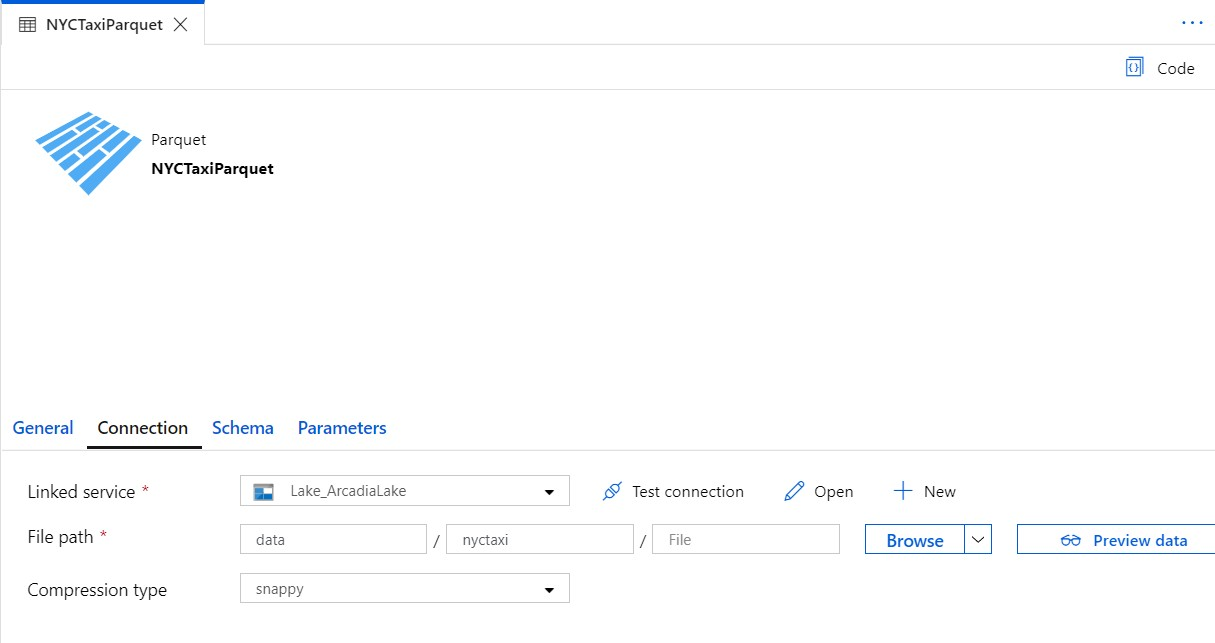 NYCTaxiParquet
Code
Parquet
NYCTaxiParquet
General Connection Schema Parameters
Linked service * Lake_ArcadiaLake Test connection Open New
File path * data / nyctaxi / File Browse Preview data
Compression type snappy